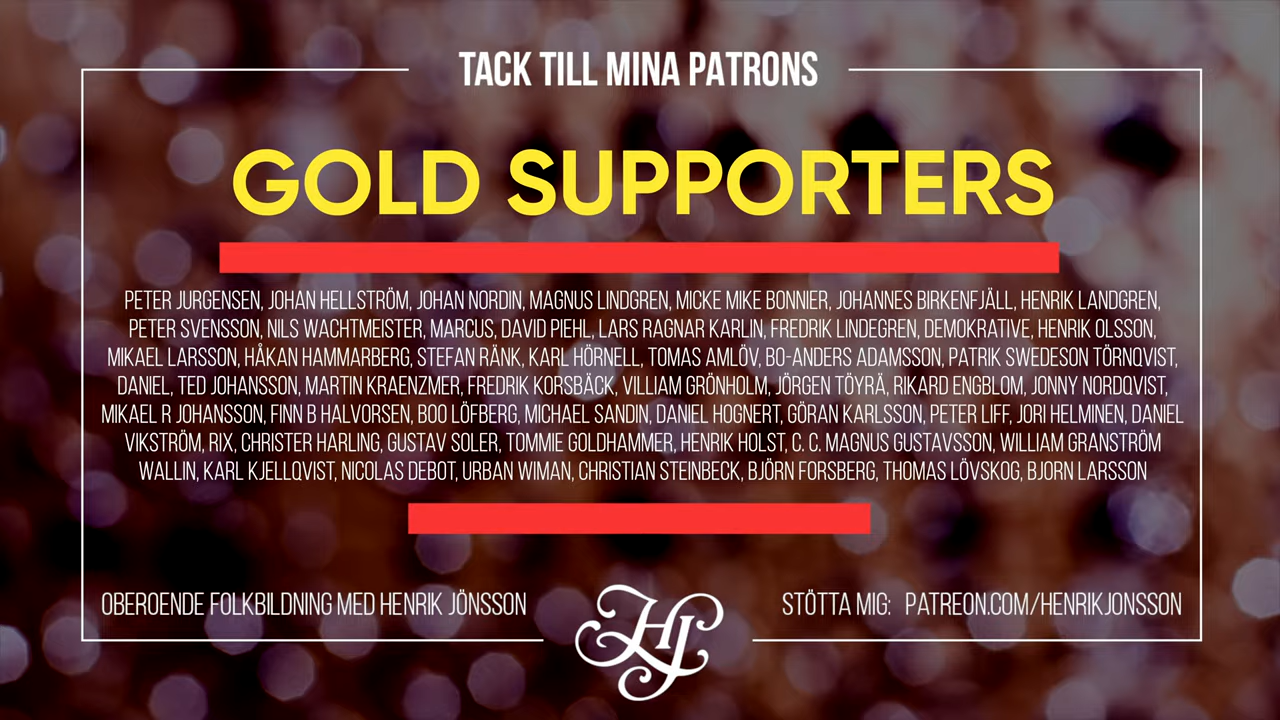 TACK TILL MINA PATRONS
GOLD SUPPORTERS
PETER JURGENSEN, JOHAN HELLSTRÖM, JOHAN NORDIN, MAGNUS LINDGREN, MICKE MIKE BONNIER, JOHANNES BIRKENFJÄLL, HENRIK LANDGREN,
PETER SVENSSON, NILS WACHTMEISTER, MARCUS, DAVID PIEHL, LARS RAGNAR KARLIN, FREDRIK LINDEGREN, DEMOKRATIVE, HENRIK OLSSON,
MIKAEL LARSSON, HÅKAN HAMMARBERG, STEFAN RÄNK, KARL HÖRNELL, TOMAS AMLÖV, BO-ANDERS ADAMSSON, PATRIK SWEDESON TÖRNQVIST,
DANIEL, TED JOHANSSON, MARTIN KRAENZMER, FREDRIK KORSBÄCK, VILLIAM GRÖNHOLM, JÖRGEN TÖYRÄ, RIKARD ENGBLOM, JONNY NORDQVIST,
MIKAEL R JOHANSSON, FINN B HALVORSEN, BOO LÖFBERG, MICHAEL SANDIN, DANIEL HOGNERT, GÖRAN KARLSSON, PETER LIFF, JORI HELMINEN, DANIEL
VIKSTRÖM, RIX, CHRISTER HARLING, GUSTAV SOLER, TOMMIE GOLDHAMMER, HENRIK HOLST, C. C. MAGNUS GUSTAVSSON, WILLIAM GRANSTRÖM
WALLIN, KARL KJELLQVIST, NICOLAS DEBOT, URBAN WIMAN, CHRISTIAN STEINBECK, BJÖRN FORSBERG, THOMAS LÖVSKOG, BJORN LARSSON
OBEROENDE FOLKBILDNING MED HENRIK JÖNSSON
HJ
STÖTTA MIG: PATREON.COM/HENRIKJONSSON